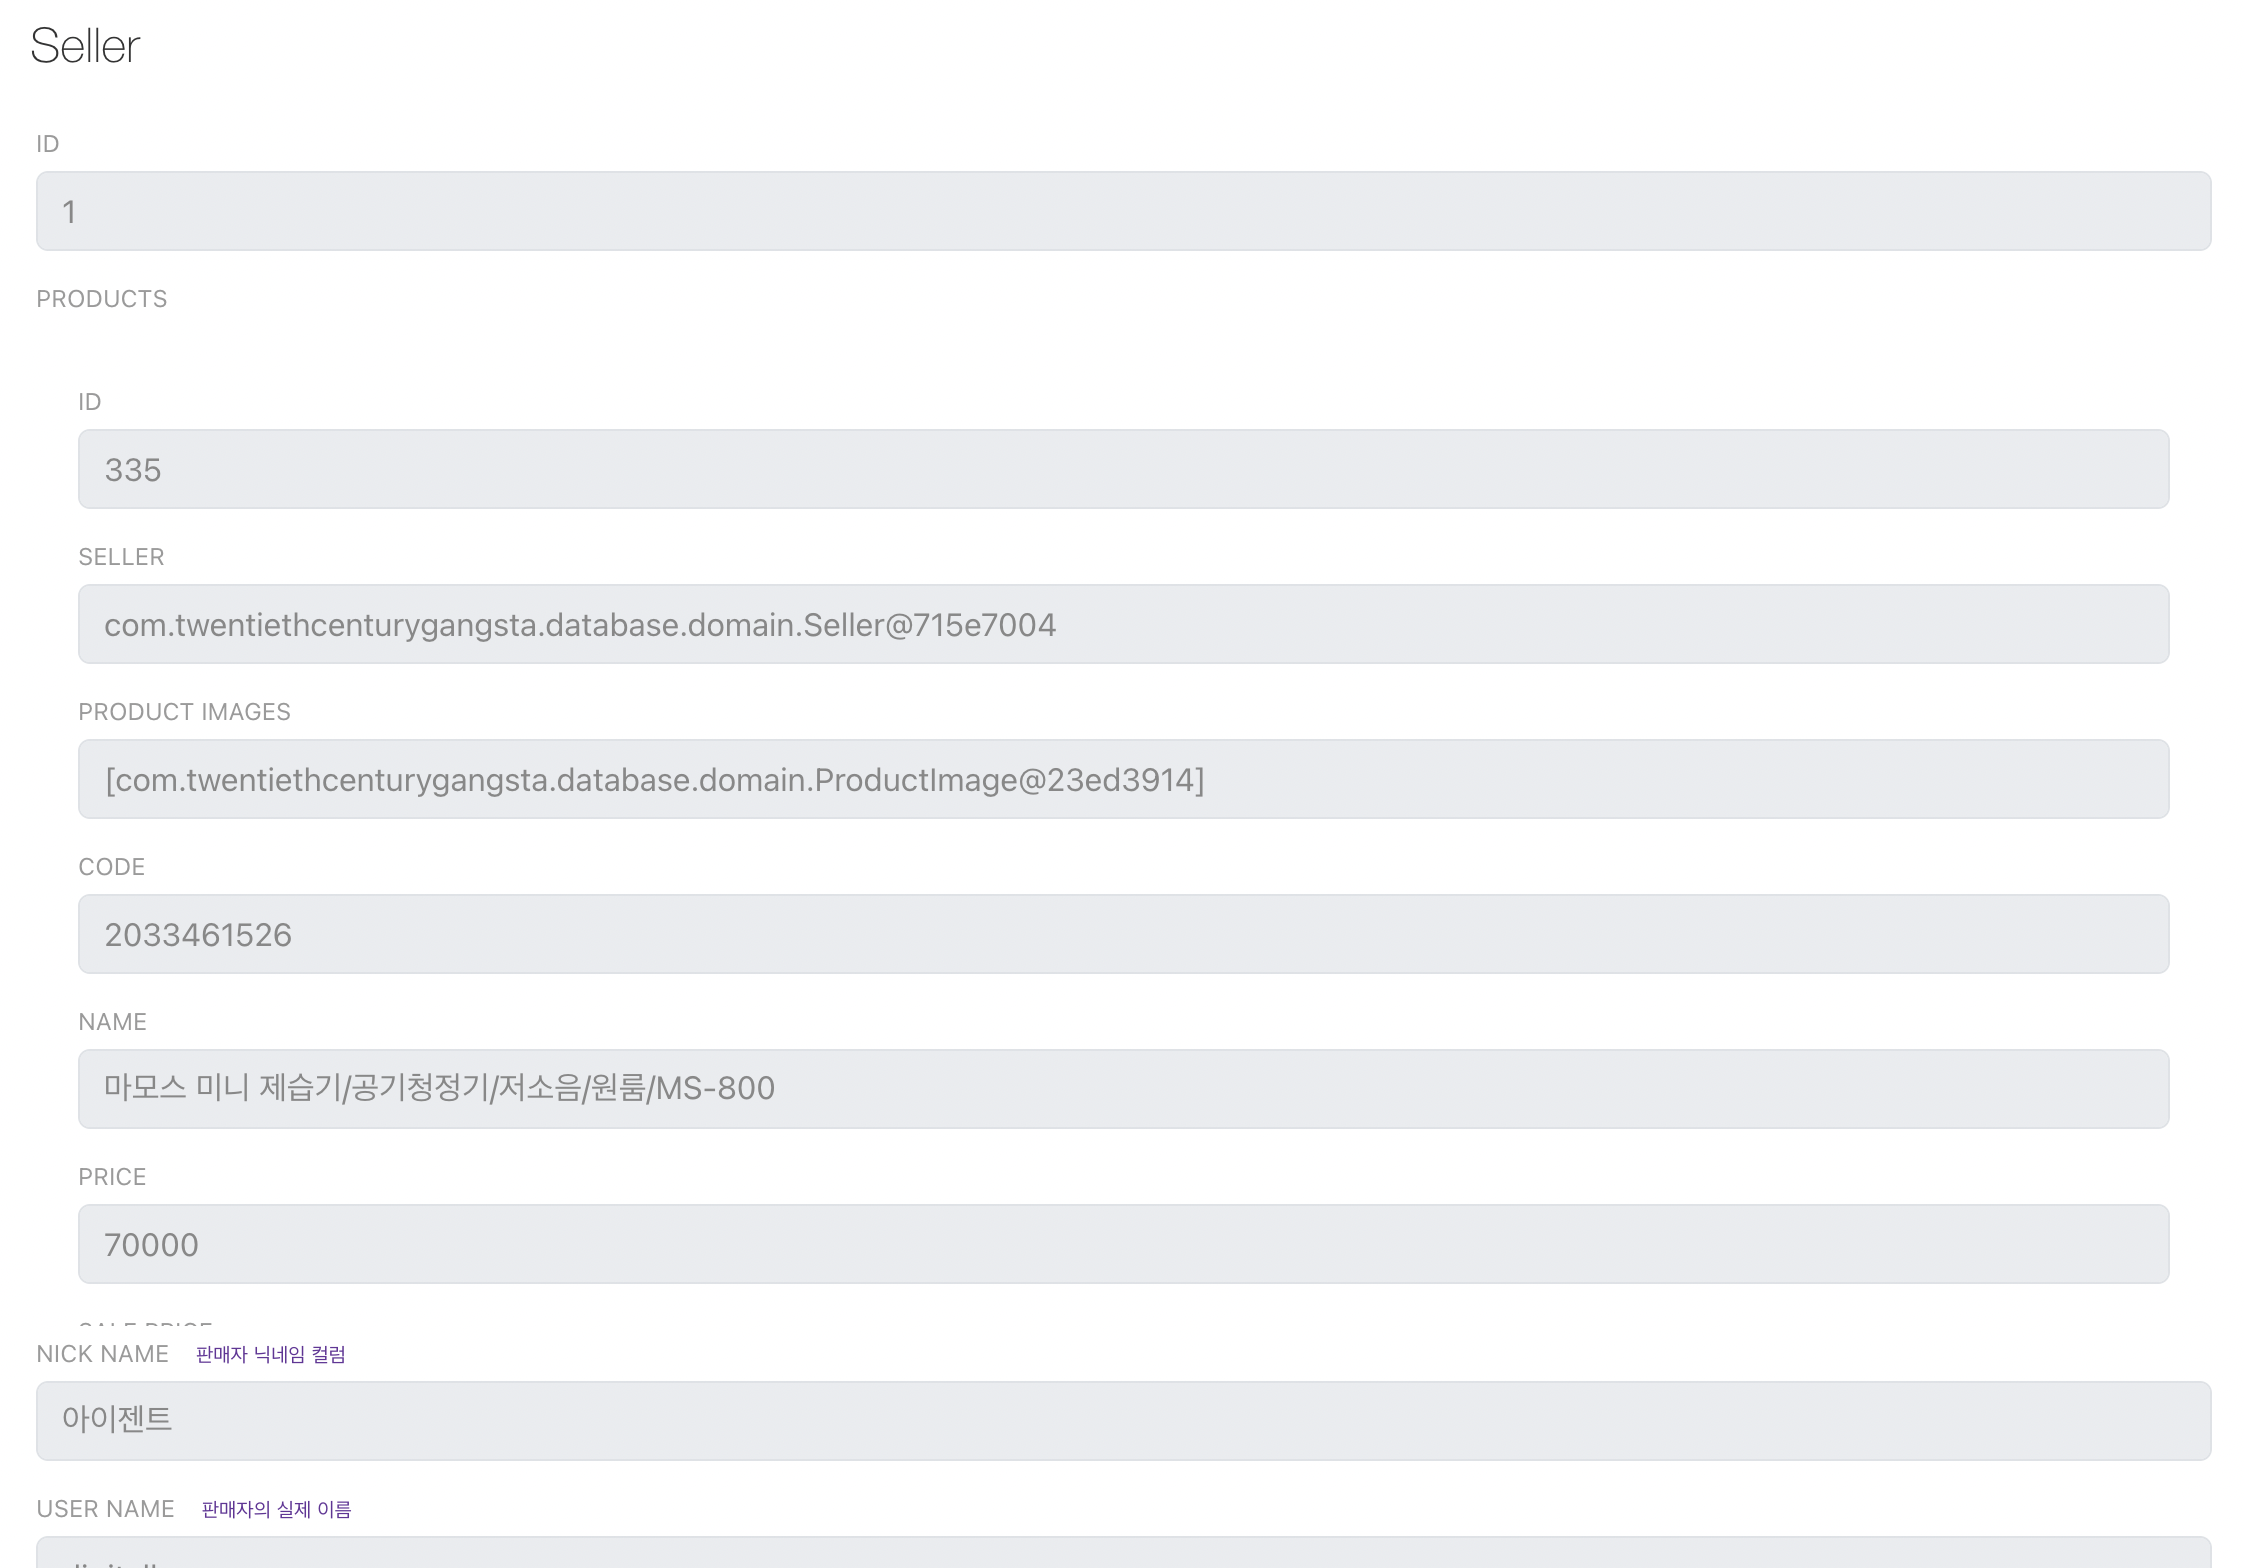 Seller
ID
1
PRODUCTS
ID
335
SELLER
com.twentiethcenturygangsta.database.domain.Seller@715e7004
PRODUCT IMAGES
[com.twentiethcenturygangsta.database.domain.ProductImage@23ed3914]
CODE
2033461526
NAME
마모스 미니 제습기/공기청정기/저소음/원룸/MS-800
PRICE
70000
SALE PRICE
NICK NAME 판매자 닉네임 컬럼
아이젠트
USER NAME 판매자의 실제 이름